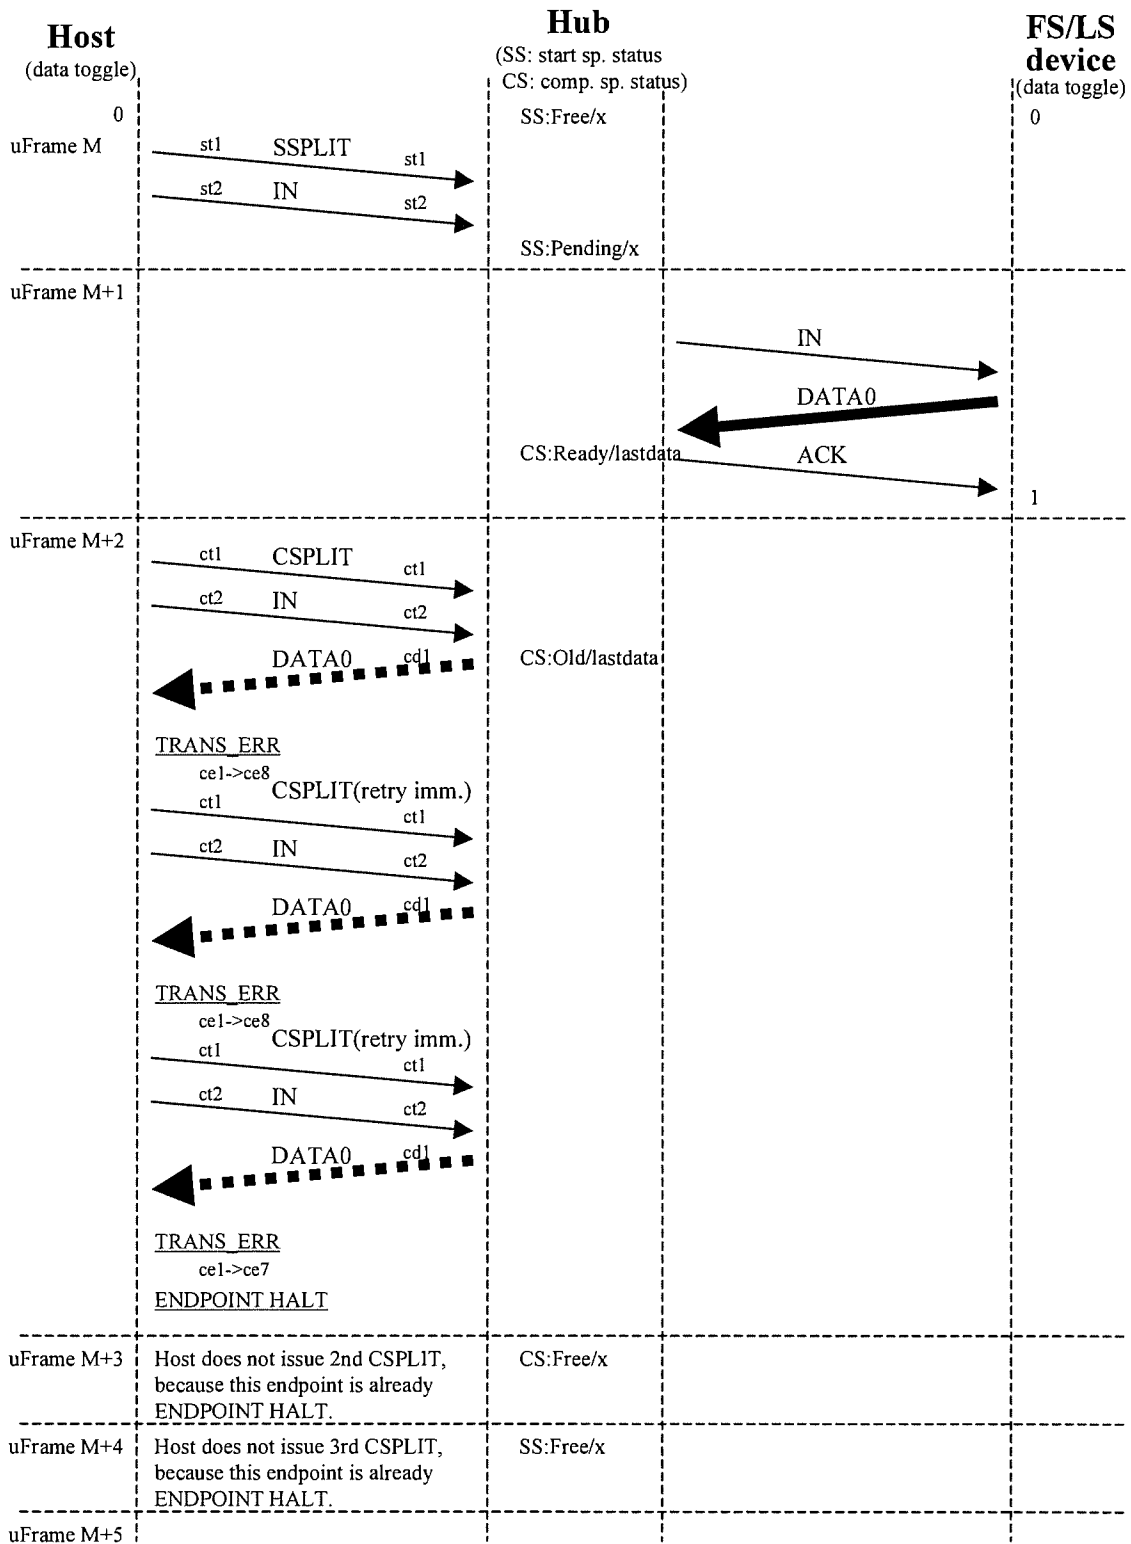 Host
(data toggle)
Hub
(SS: start sp. status
CS: comp. sp. status)
FS/LS
device
(data toggle)
0
SS:Free/x
0
uFrame M
st1 SSPLIT st1
st2 IN st2
SS:Pending/x
uFrame M+1
IN
DATA0
CS:Ready/lastdata
ACK
1
uFrame M+2
ct1 CSPLIT ct1
ct2 IN ct2
DATA0 cd1
CS:Old/lastdata
TRANS_ERR
ce1->ce8
CSPLIT(retry imm.)
ct1 ct1
ct2 IN ct2
DATA0 cd1
TRANS_ERR
ce1->ce8
CSPLIT(retry imm.)
ct1 ct1
ct2 IN ct2
DATA0 cd1
TRANS_ERR
ce1->ce7
ENDPOINT HALT
uFrame M+3
Host does not issue 2nd CSPLIT,
because this endpoint is already
ENDPOINT HALT.
CS:Free/x
uFrame M+4
Host does not issue 3rd CSPLIT,
because this endpoint is already
ENDPOINT HALT.
SS:Free/x
uFrame M+5